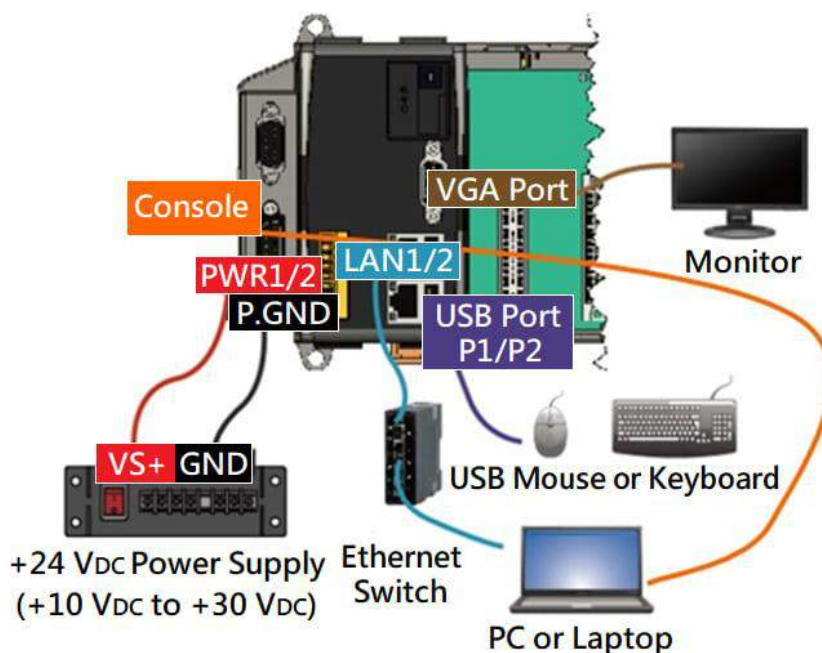 VGA Port
Console
Monitor
LAN1/2
PWR1/2
P.GND
USB Port
P1/P2
VS+
GND
USB Mouse or Keyboard
+24 VDC Power Supply
(+10 VDC to +30 VDC)
Ethernet
Switch
PC or Laptop